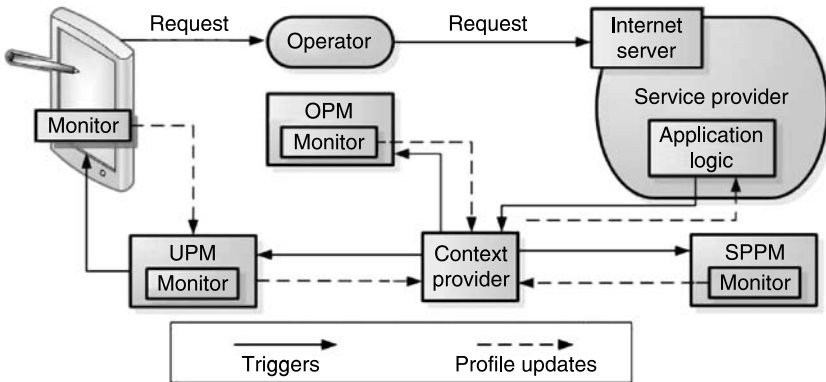 Request
Request
Operator
Internet
server
Service provider
OPM
Monitor
Monitor
Application
logic
UPM
Monitor
Context
provider
SPPM
Monitor
Triggers
Profile updates